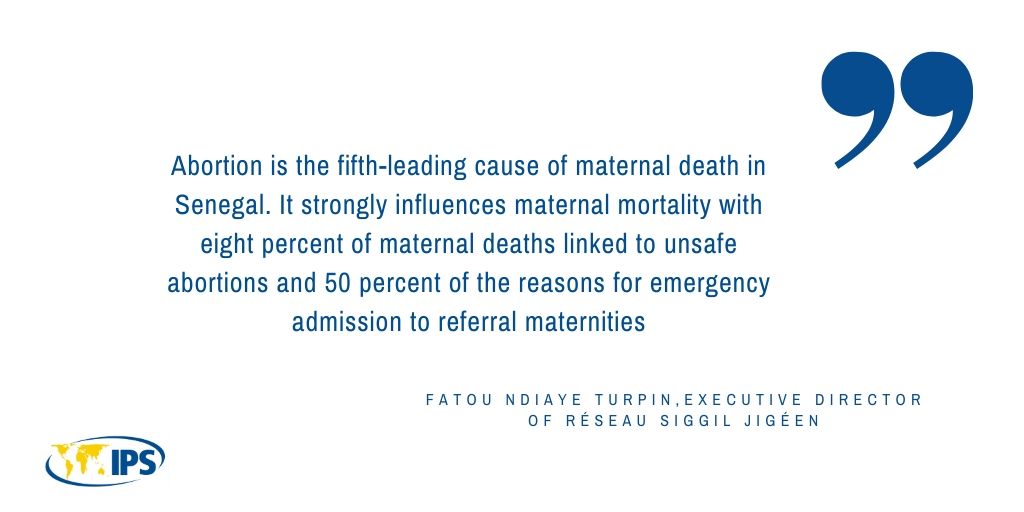 Abortion is the fifth-leading cause of maternal death in
Senegal. It strongly influences maternal mortality with
eight percent of maternal deaths linked to unsafe
abortions and 50 percent of the reasons for emergency
admission to referral maternities
FATOU NDIAYE TURPIN,EXECUTIVE DIRECTOR
OF RÉSEAU SIGGIL JIGÉEN
IPS